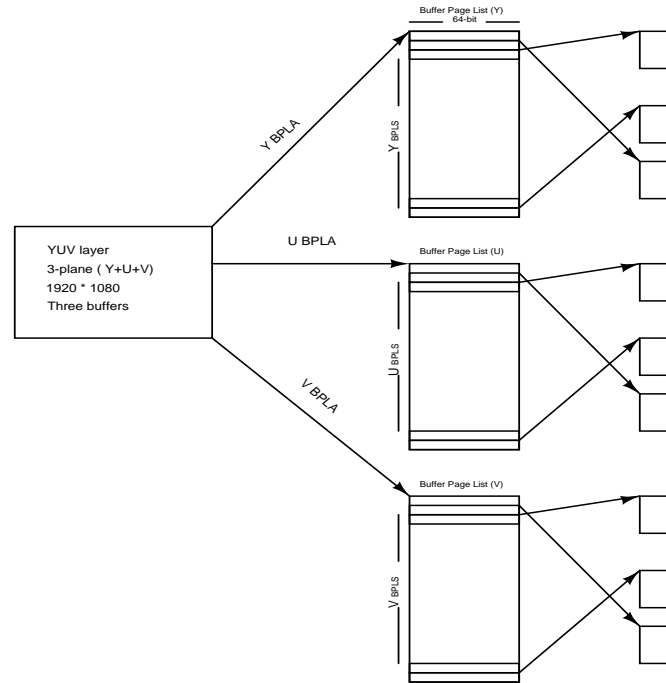 Buffer Page List (Y)
64-bit
Y BPLA
Y BPLS
YUV layer
3-plane ( Y+U+V)
1920 * 1080
Three buffers
U BPLA
Buffer Page List (U)
U BPLS
V BPLA
Buffer Page List (V)
V BPLS